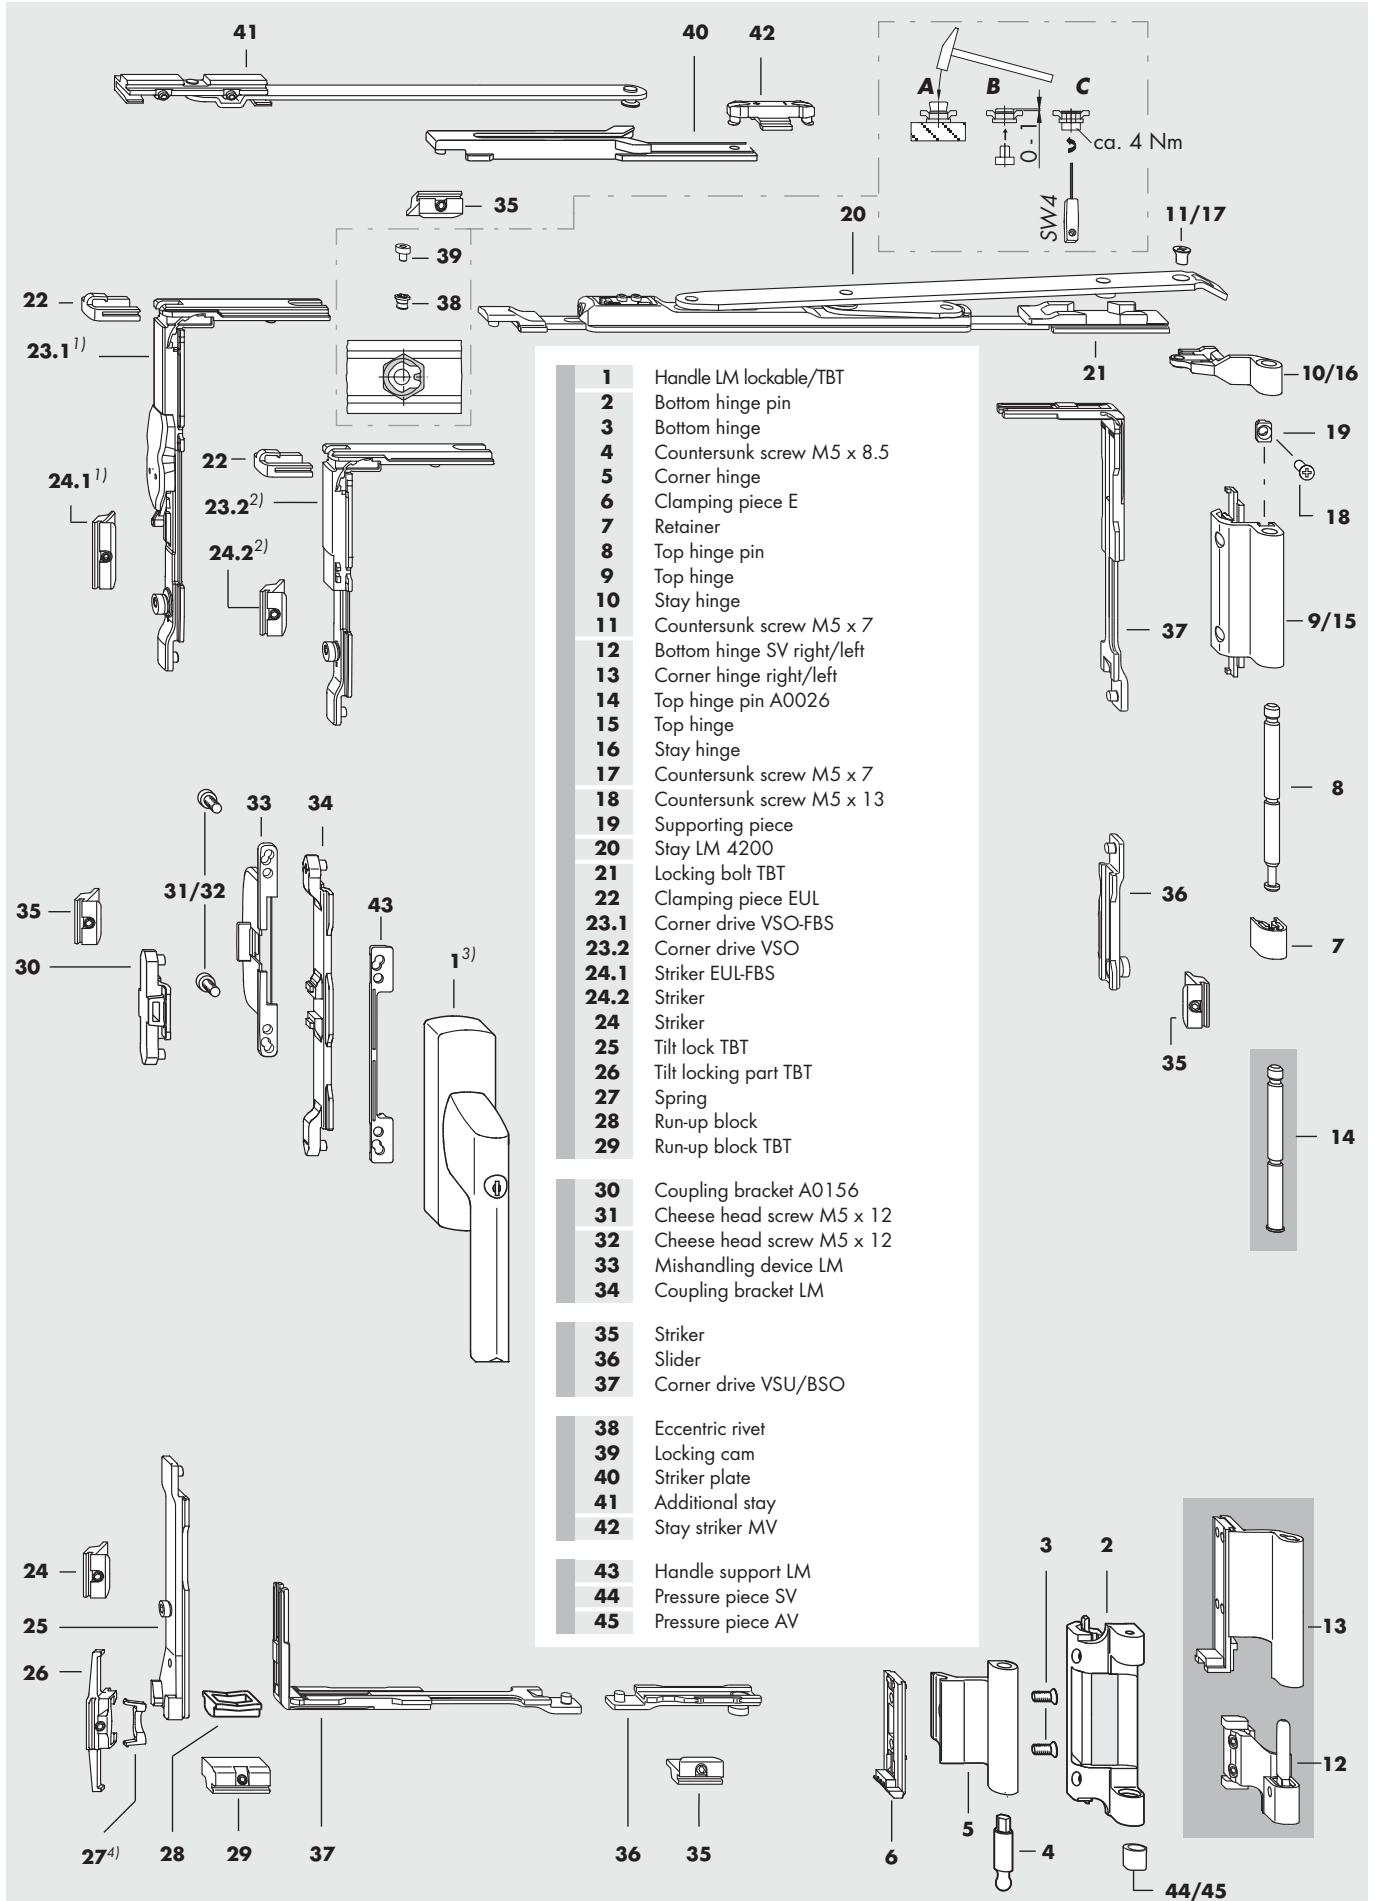 41
40
42
A
B
C
0 - 1
ca. 4 Nm
SW4
35
20
11/17
39
22
38
23.1 1)
21
10/16
19
22
24.1 1)
23.2 2)
18
24.2 2)
9/15
37
1 Handle LM lockable/TBT
2 Bottom hinge pin
3 Bottom hinge
4 Countersunk screw M5 x 8.5
5 Corner hinge
6 Clamping piece E
7 Retainer
8 Top hinge pin
9 Top hinge
10 Stay hinge
11 Countersunk screw M5 x 7
12 Bottom hinge SV right/left
13 Corner hinge right/left
14 Top hinge pin A0026
15 Top hinge
16 Stay hinge
17 Countersunk screw M5 x 7
18 Countersunk screw M5 x 13
19 Supporting piece
20 Stay LM 4200
21 Locking bolt TBT
22 Clamping piece EUL
23.1 Corner drive VSO-FBS
23.2 Corner drive VSO
24.1 Striker EUL-FBS
24.2 Striker
24 Striker
25 Tilt lock TBT
26 Tilt locking part TBT
27 Spring
28 Run-up block
29 Run-up block TBT
30 Coupling bracket A0156
31 Cheese head screw M5 x 12
32 Cheese head screw M5 x 12
33 Mishandling device LM
34 Coupling bracket LM
35 Striker
36 Slider
37 Corner drive VSU/BSO
38 Eccentric rivet
39 Locking cam
40 Striker plate
41 Additional stay
42 Stay striker MV
43 Handle support LM
44 Pressure piece SV
45 Pressure piece AV
8
33
34
31/32
36
35
43
30
1 3)
7
35
14
24
3
2
25
13
26
12
27 4)
28
29
37
36
35
6
5
4
44/45